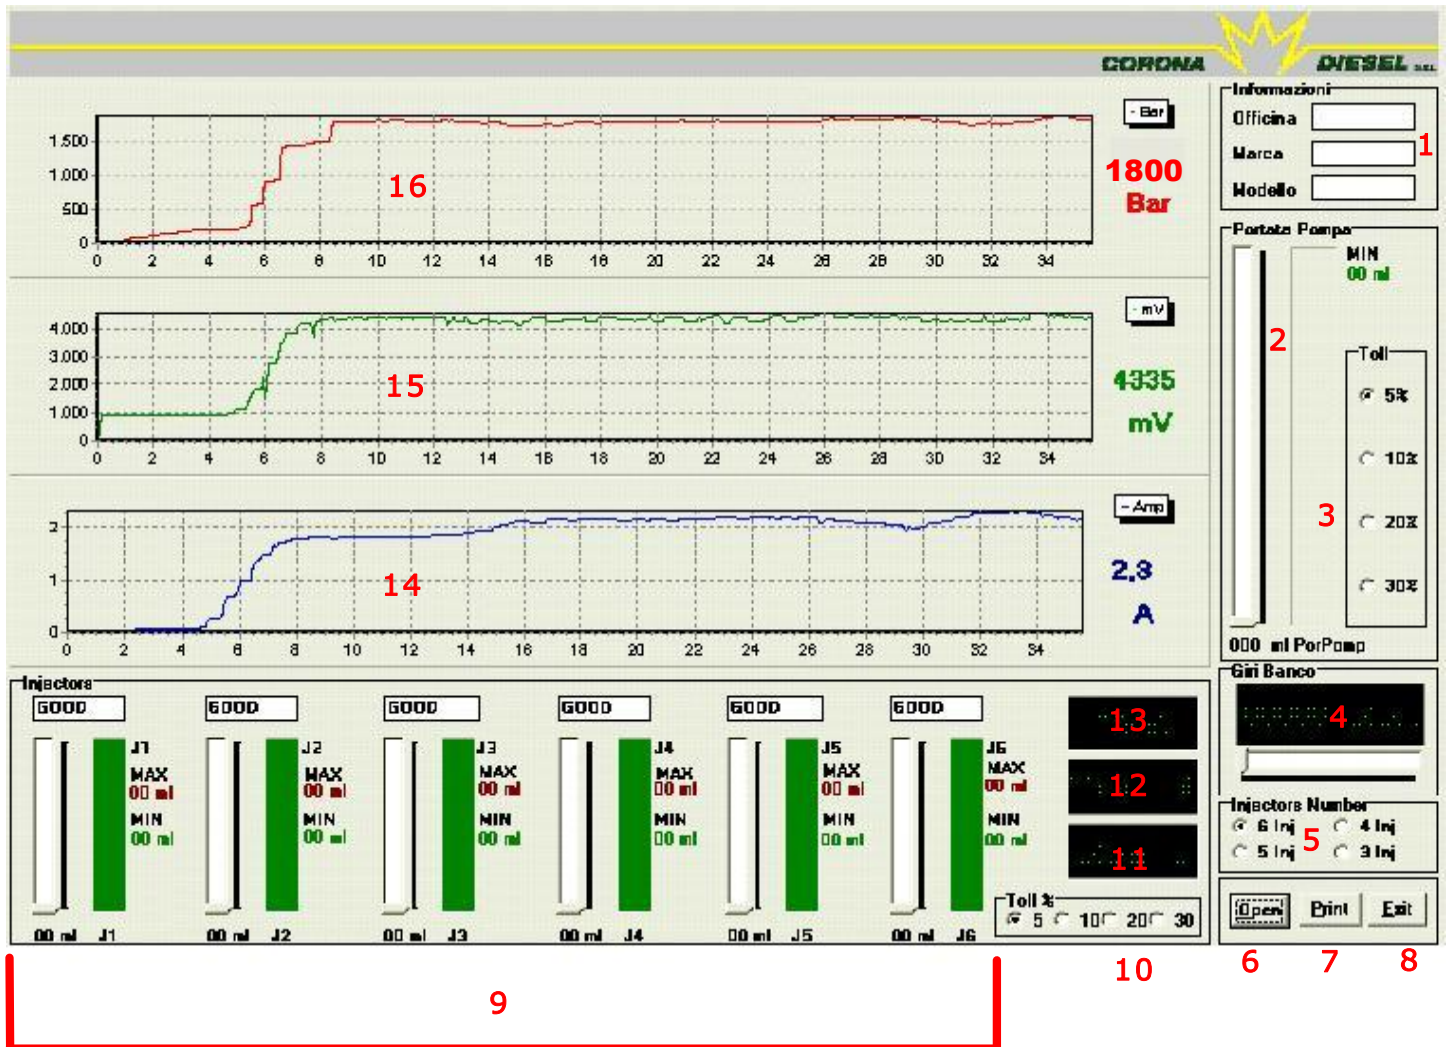 CORONA DIESEL S.R.L.
Informazioni
Officina
Marca
Modello
1
- Bar
1800
Bar
1.500
1.000
500
0
16
0 2 4 6 8 10 12 14 16 18 20 22 24 26 28 30 32 34
- mV
4335
mV
4.000
3.000
2.000
1.000
0
15
0 2 4 6 8 10 12 14 16 18 20 22 24 26 28 30 32 34
- Amp
2,3
A
2
1
0
14
0 2 4 6 8 10 12 14 16 18 20 22 24 26 28 30 32 34
Portata Pompa
MIN
00 ml
2
Toll
5%
10%
3
20%
30%
000 ml PorPomp
Injectors
GOOD GOOD GOOD GOOD GOOD GOOD
J1 J2 J3 J4 J5 J6
MAX MAX MAX MAX MAX MAX
00 ml 00 ml 00 ml 00 ml 00 ml 00 ml
MIN MIN MIN MIN MIN MIN
00 ml 00 ml 00 ml 00 ml 00 ml 00 ml
00 ml J1 00 ml J2 00 ml J3 00 ml J4 00 ml J5 00 ml J6
13
12
11
Toll %
5 10 20 30
Giri Banco
4
Injectors Number
6 Inj 4 Inj
5
5 Inj 3 Inj
Open Print Exit
6 7 8
10
9